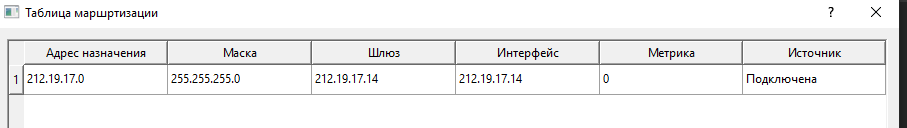 Таблица маршртизации
?
Адрес назначения Маска Шлюз Интерфейс Метрика Источник
1 212.19.17.0 255.255.255.0 212.19.17.14 212.19.17.14 0 Подключена